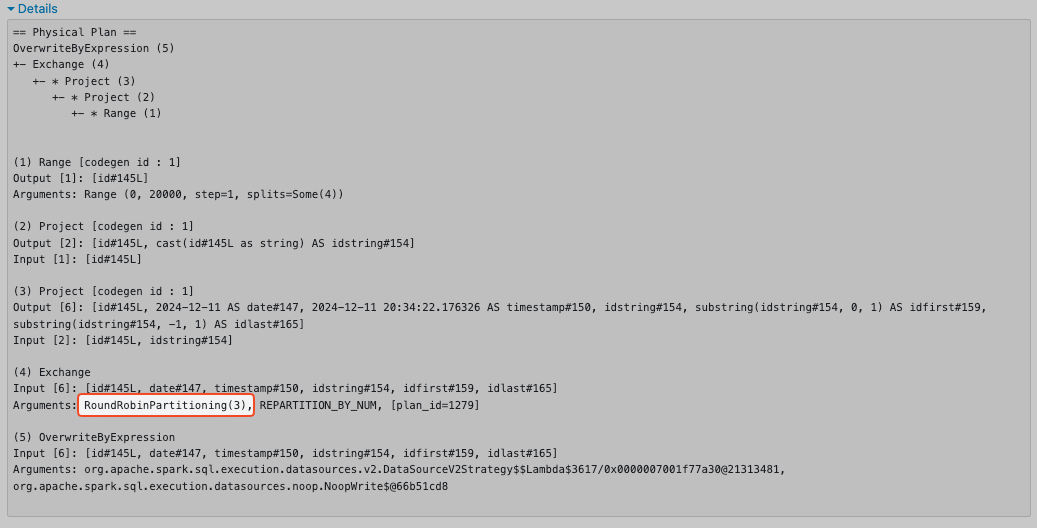 Details
== Physical Plan ==
OverwriteByExpression (5)
+- Exchange (4)
   +- * Project (3)
      +- * Project (2)
         +- * Range (1)
(1) Range [codegen id : 1]
Output [1]: [id#145L]
Arguments: Range (0, 20000, step=1, splits=Some(4))
(2) Project [codegen id : 1]
Output [2]: [id#145L, cast(id#145L as string) AS idstring#154]
Input [1]: [id#145L]
(3) Project [codegen id : 1]
Output [6]: [id#145L, 2024-12-11 AS date#147, 2024-12-11 20:34:22.176326 AS timestamp#150, idstring#154, substring(idstring#154, 0, 1) AS idfirst#159,
substring(idstring#154, -1, 1) AS idlast#165]
Input [2]: [id#145L, idstring#154]
(4) Exchange
Input [6]: [id#145L, date#147, timestamp#150, idstring#154, idfirst#159, idlast#165]
Arguments: RoundRobinPartitioning(3), REPARTITION_BY_NUM, [plan_id=1279]
(5) OverwriteByExpression
Input [6]: [id#145L, date#147, timestamp#150, idstring#154, idfirst#159, idlast#165]
Arguments: org.apache.spark.sql.execution.datasources.v2.DataSourceV2Strategy$$Lambda$3617/0x0000007001f77a30@21313481,
org.apache.spark.sql.execution.datasources.noop.NoopWrite$@66b51cd8